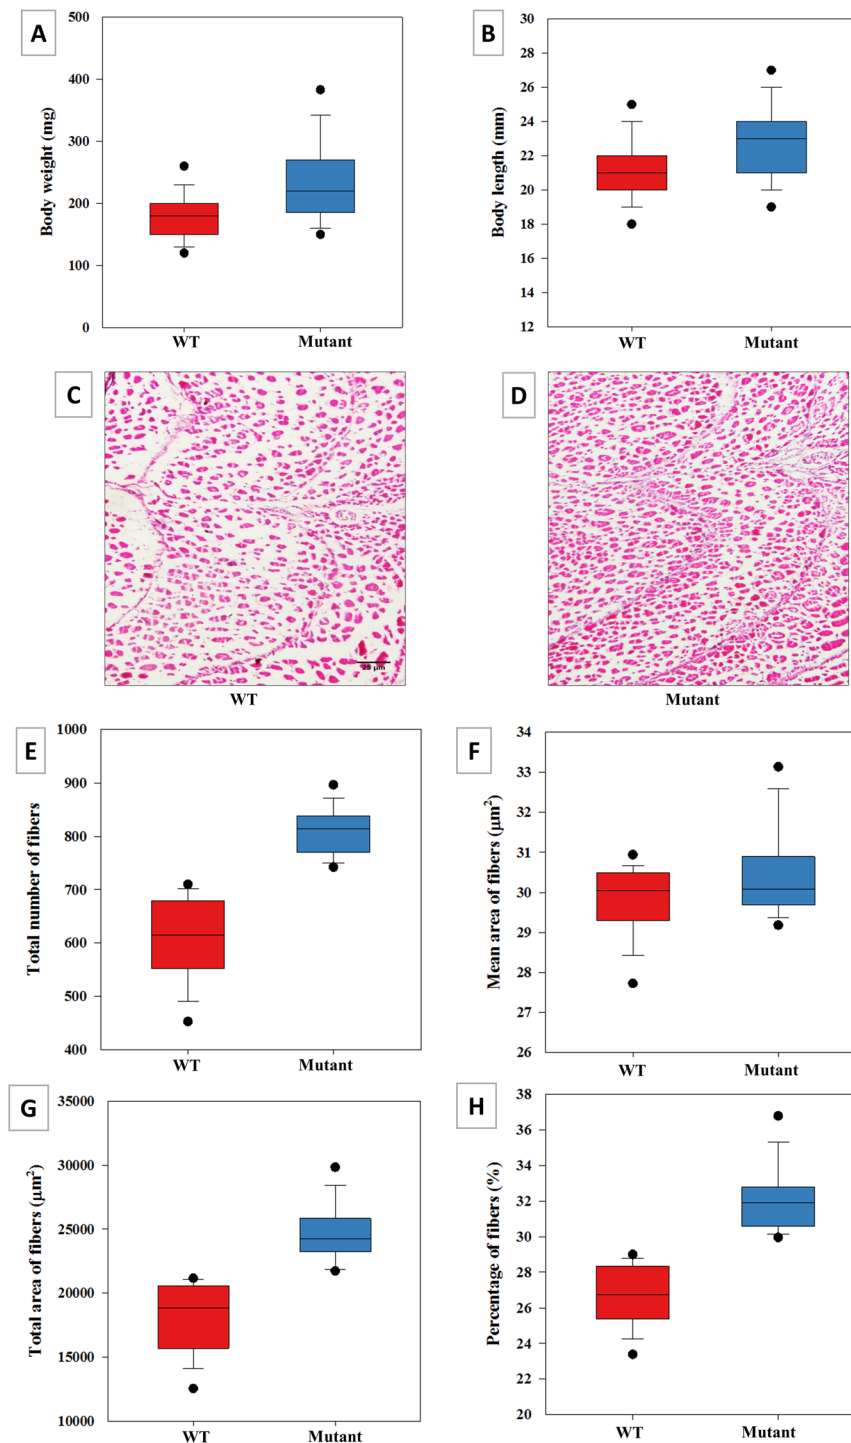 A
Body weight (mg)
500
400
300
200
100
0
WT
Mutant
B
Body length (mm)
30
28
26
24
22
20
18
16
14
12
WT
Mutant
C
25 µm
WT
D
Mutant
E
Total number of fibers
1000
900
800
700
600
500
400
WT
Mutant
F
Mean area of fibers (µm²)
34
33
32
31
30
29
28
27
26
WT
Mutant
G
Total area of fibers (µm²)
35000
30000
25000
20000
15000
10000
WT
Mutant
H
Percentage of fibers (%)
38
36
34
32
30
28
26
24
22
20
WT
Mutant